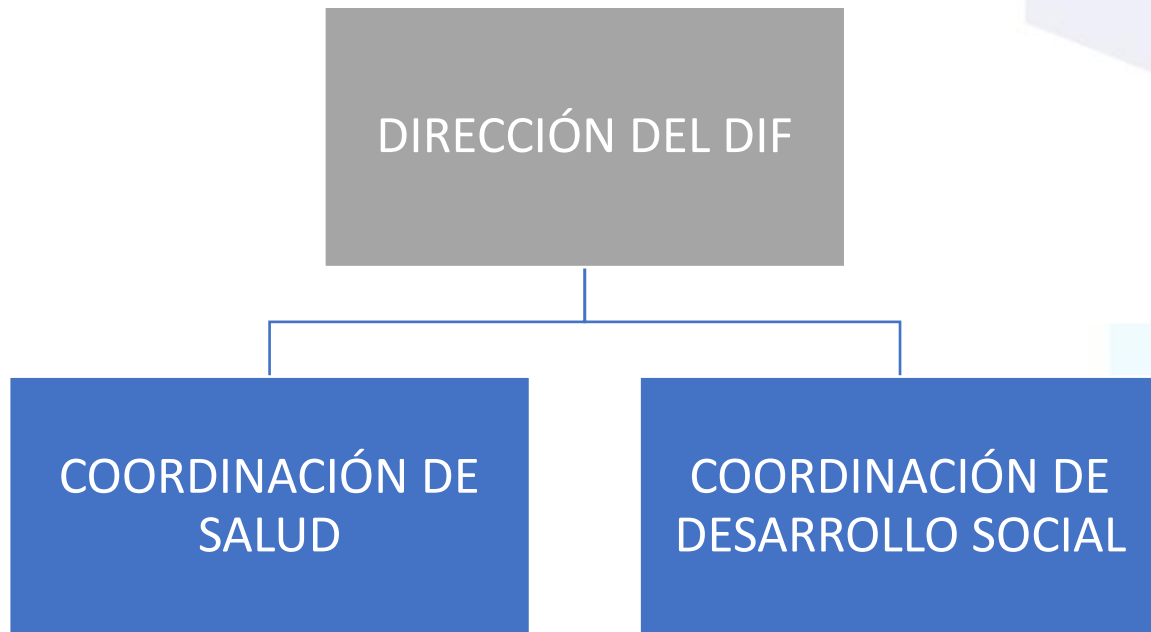 DIRECCIÓN DEL DIF
COORDINACIÓN DE
SALUD
COORDINACIÓN DE
DESARROLLO SOCIAL